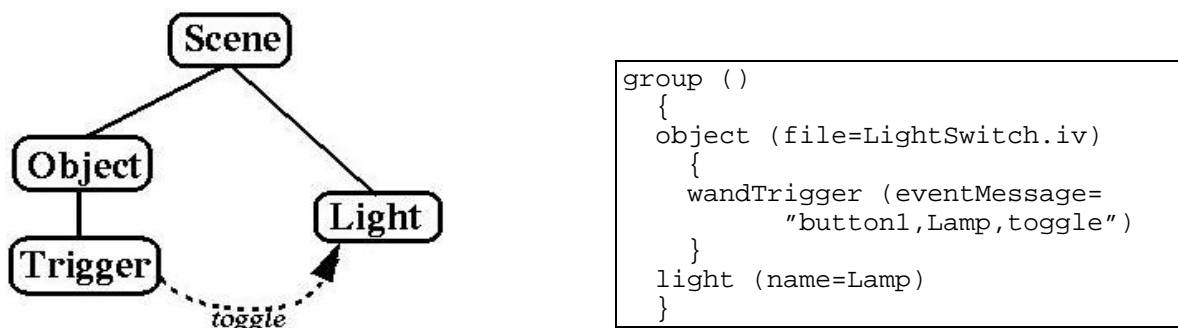 Scene
Object
Light
Trigger
toggle
group ()
{
object (file=LightSwitch.iv)
{
wandTrigger (eventMessage=
″button1,Lamp,toggle″)
}
light (name=Lamp)
}